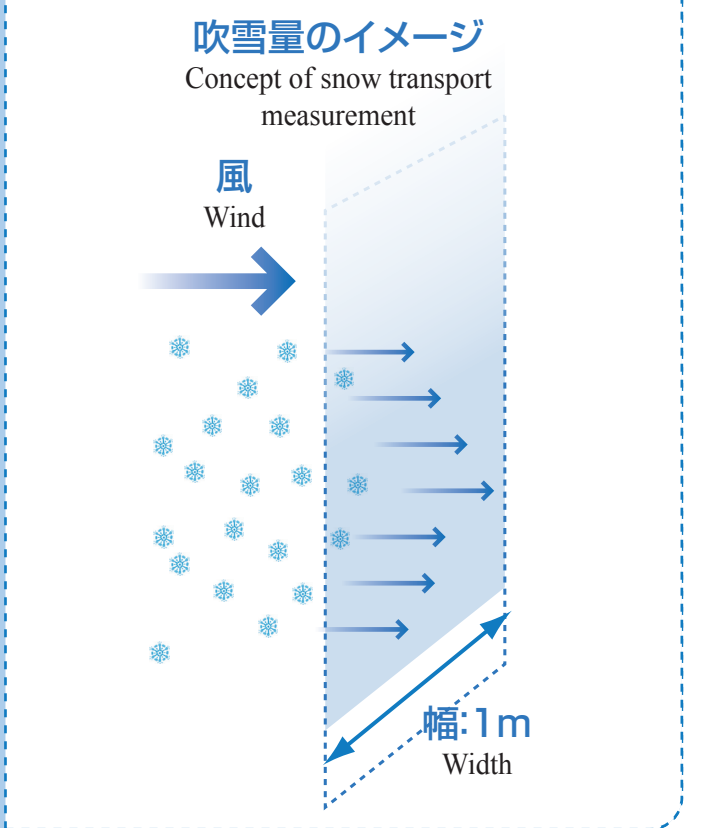 吹雪量のイメージ
Concept of snow transport
measurement
風
Wind
幅:1m
Width